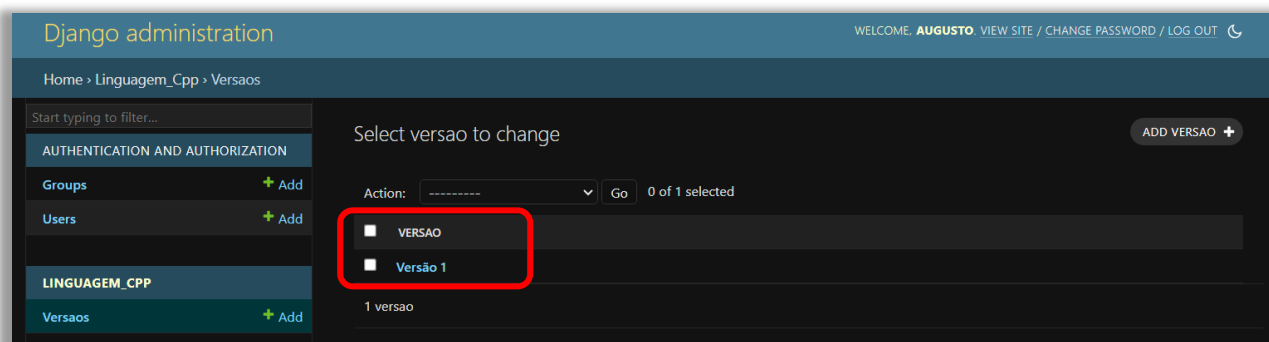 Django administration
WELCOME, AUGUSTO. VIEW SITE / CHANGE PASSWORD / LOG OUT
Home › Linguagem_Cpp › Versaos
Start typing to filter...
AUTHENTICATION AND AUTHORIZATION
Groups + Add
Users + Add
LINGUAGEM_CPP
Versaos + Add
Select versao to change
ADD VERSAO +
Action: --------- Go 0 of 1 selected
VERSAO
Versão 1
1 versao